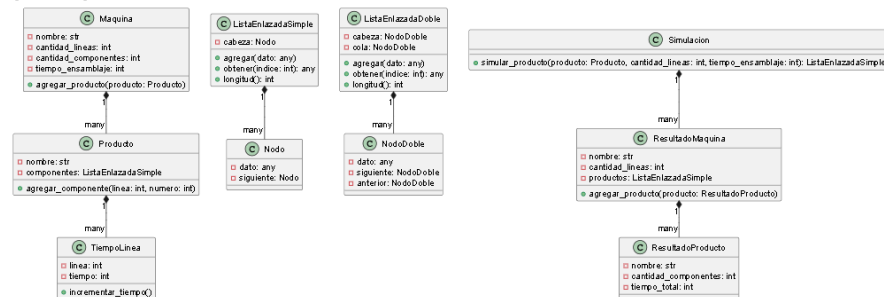 C Maquina
nombre: str
cantidad_lineas: int
cantidad_componentes: int
tiempo_ensamblaje: int
agregar_producto(producto: Producto)
1
many
C Producto
nombre: str
componentes: ListaEnlazadaSimple
agregar_componente(linea: int, numero: int)
1
many
C TiempoLinea
linea: int
tiempo: int
incrementar_tiempo()
C ListaEnlazadaSimple
cabeza: Nodo
agregar(dato: any)
obtener(indice: int): any
longitud(): int
1
many
C Nodo
dato: any
siguiente: Nodo
C ListaEnlazadaDoble
cabeza: NodoDoble
cola: NodoDoble
agregar(dato: any)
obtener(indice: int): any
longitud(): int
1
many
C NodoDoble
dato: any
siguiente: NodoDoble
anterior: NodoDoble
C Simulacion
simular_producto(producto: Producto, cantidad_lineas: int, tiempo_ensamblaje: int): ListaEnlazadaSimple
1
many
C ResultadoMaquina
nombre: str
cantidad_lineas: int
productos: ListaEnlazadaSimple
agregar_producto(producto: ResultadoProducto)
1
many
C ResultadoProducto
nombre: str
cantidad_componentes: int
tiempo_total: int